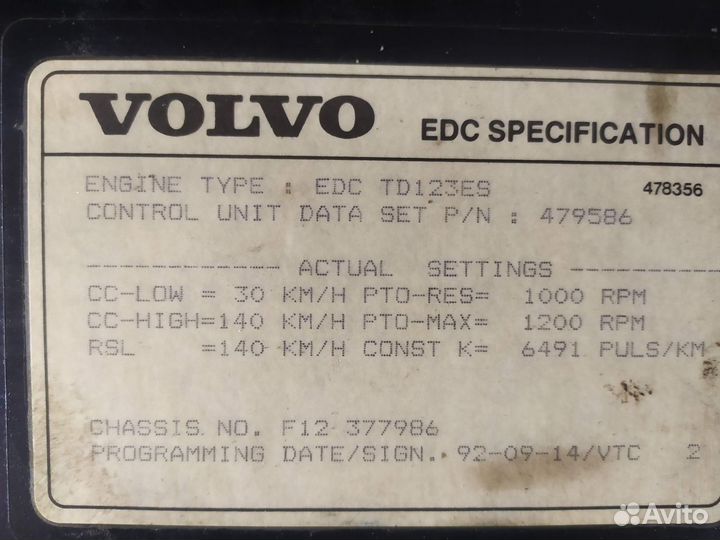 VOLVO EDC SPECIFICATION
ENGINE TYPE : EDC TD123ES 478356
CONTROL UNIT DATA SET P/N : 479586
------------ ACTUAL SETTINGS ------------
CC-LOW = 30 KM/H PTO-RES= 1000 RPM
CC-HIGH=140 KM/H PTO-MAX= 1200 RPM
RSL =140 KM/H CONST K= 6491 PULS/KM
CHASSIS NO. F12 377986
PROGRAMMING DATE/SIGN. 92-09-14/VTC 2
Avito